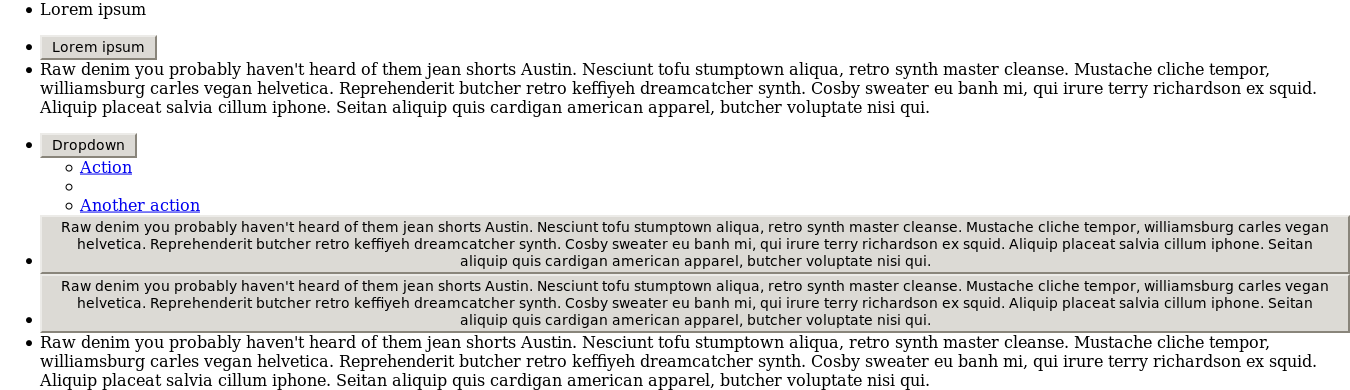 Lorem ipsum
Lorem ipsum
Raw denim you probably haven't heard of them jean shorts Austin. Nesciunt tofu stumptown aliqua, retro synth master cleanse. Mustache cliche tempor,
williamsburg carles vegan helvetica. Reprehenderit butcher retro keffiyeh dreamcatcher synth. Cosby sweater eu banh mi, qui irure terry richardson ex squid.
Aliquip placeat salvia cillum iphone. Seitan aliquip quis cardigan american apparel, butcher voluptate nisi qui.
Dropdown
Action
Another action
Raw denim you probably haven't heard of them jean shorts Austin. Nesciunt tofu stumptown aliqua, retro synth master cleanse. Mustache cliche tempor, williamsburg carles vegan
helvetica. Reprehenderit butcher retro keffiyeh dreamcatcher synth. Cosby sweater eu banh mi, qui irure terry richardson ex squid. Aliquip placeat salvia cillum iphone. Seitan
aliquip quis cardigan american apparel, butcher voluptate nisi qui.
Raw denim you probably haven't heard of them jean shorts Austin. Nesciunt tofu stumptown aliqua, retro synth master cleanse. Mustache cliche tempor, williamsburg carles vegan
helvetica. Reprehenderit butcher retro keffiyeh dreamcatcher synth. Cosby sweater eu banh mi, qui irure terry richardson ex squid. Aliquip placeat salvia cillum iphone. Seitan
aliquip quis cardigan american apparel, butcher voluptate nisi qui.
Raw denim you probably haven't heard of them jean shorts Austin. Nesciunt tofu stumptown aliqua, retro synth master cleanse. Mustache cliche tempor,
williamsburg carles vegan helvetica. Reprehenderit butcher retro keffiyeh dreamcatcher synth. Cosby sweater eu banh mi, qui irure terry richardson ex squid.
Aliquip placeat salvia cillum iphone. Seitan aliquip quis cardigan american apparel, butcher voluptate nisi qui.